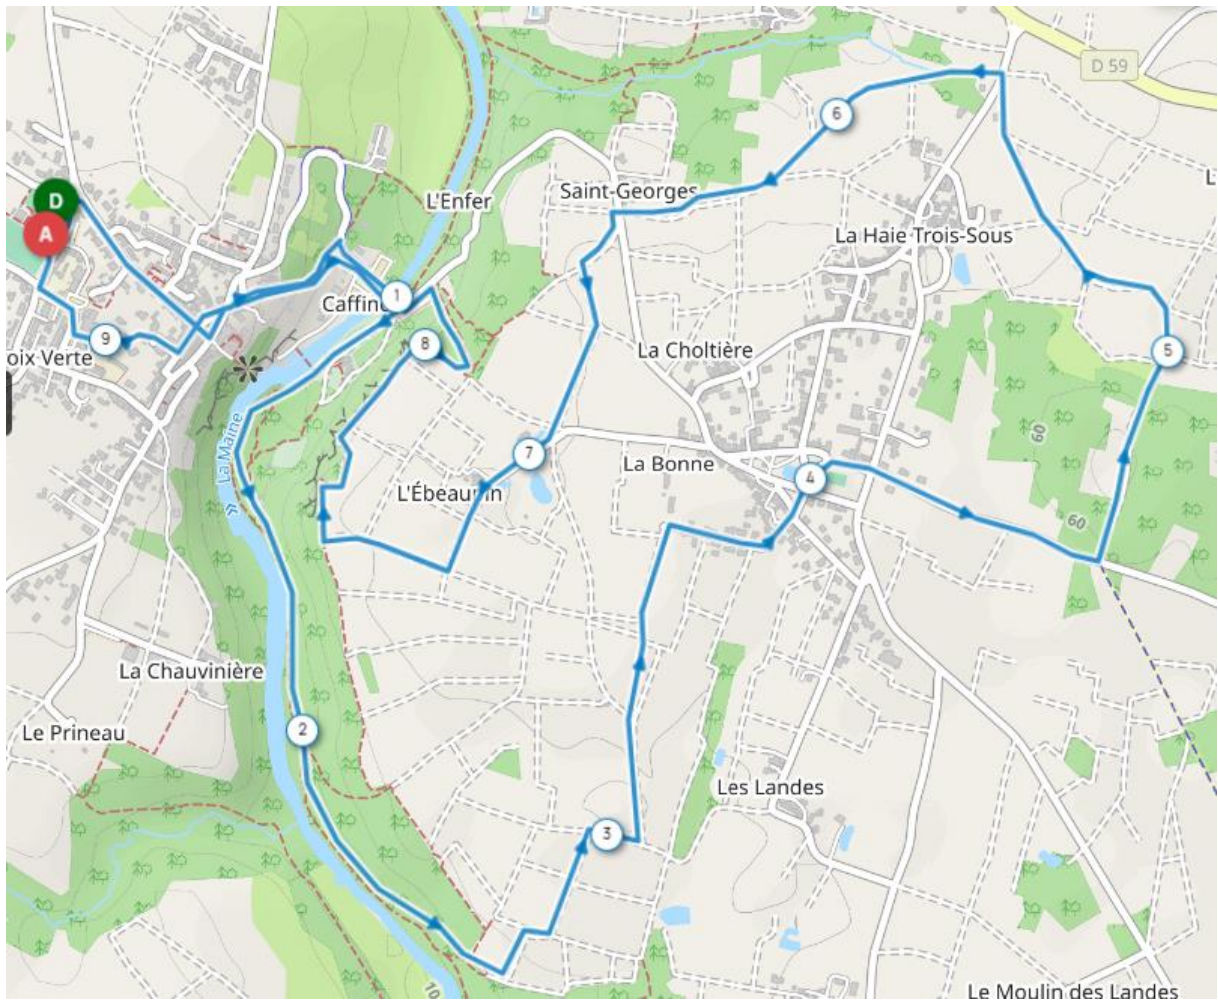 D 59
6
L'
D
Saint-Georges
L'Enfer
A
La Haie Trois-Sous
1
Caffin
9
8
La Choltière
5
oix Verte
60
La Maine
7
La Bonne
4
L'Ébeaupin
60
La Chauvinière
2
Le Prineau
Les Landes
3
10
Le Moulin des Landes